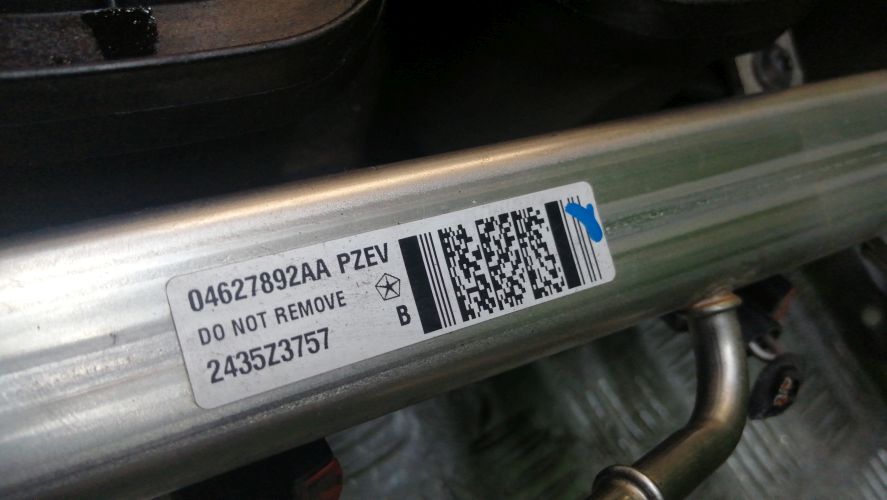 04627892AA PZEV
DO NOT REMOVE
B
2435Z3757